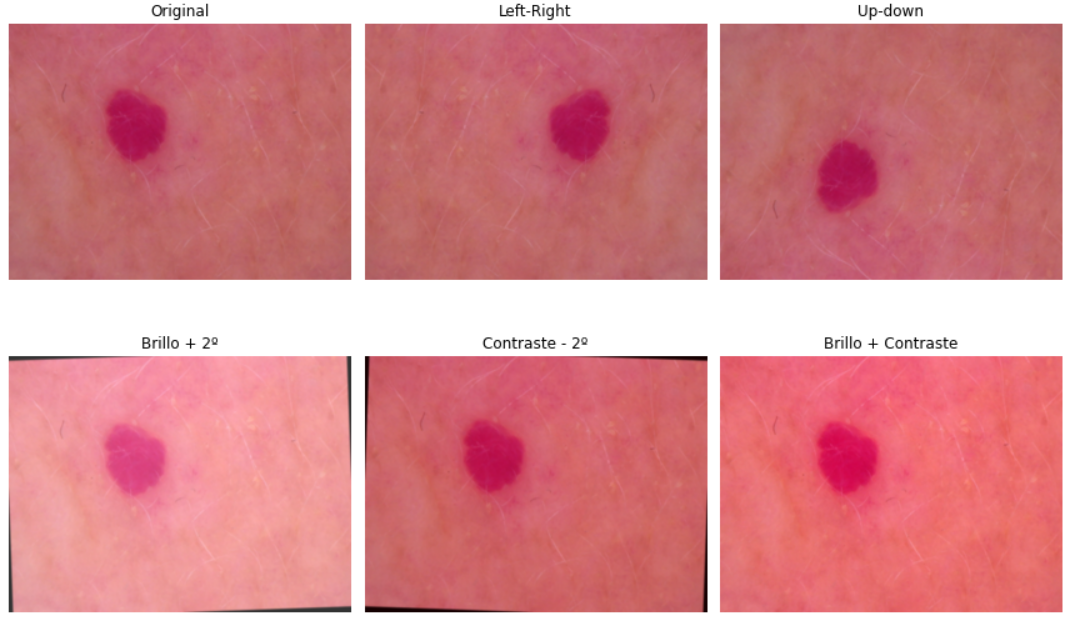 Original
Left-Right
Up-down
Brillo + 2º
Contraste - 2º
Brillo + Contraste